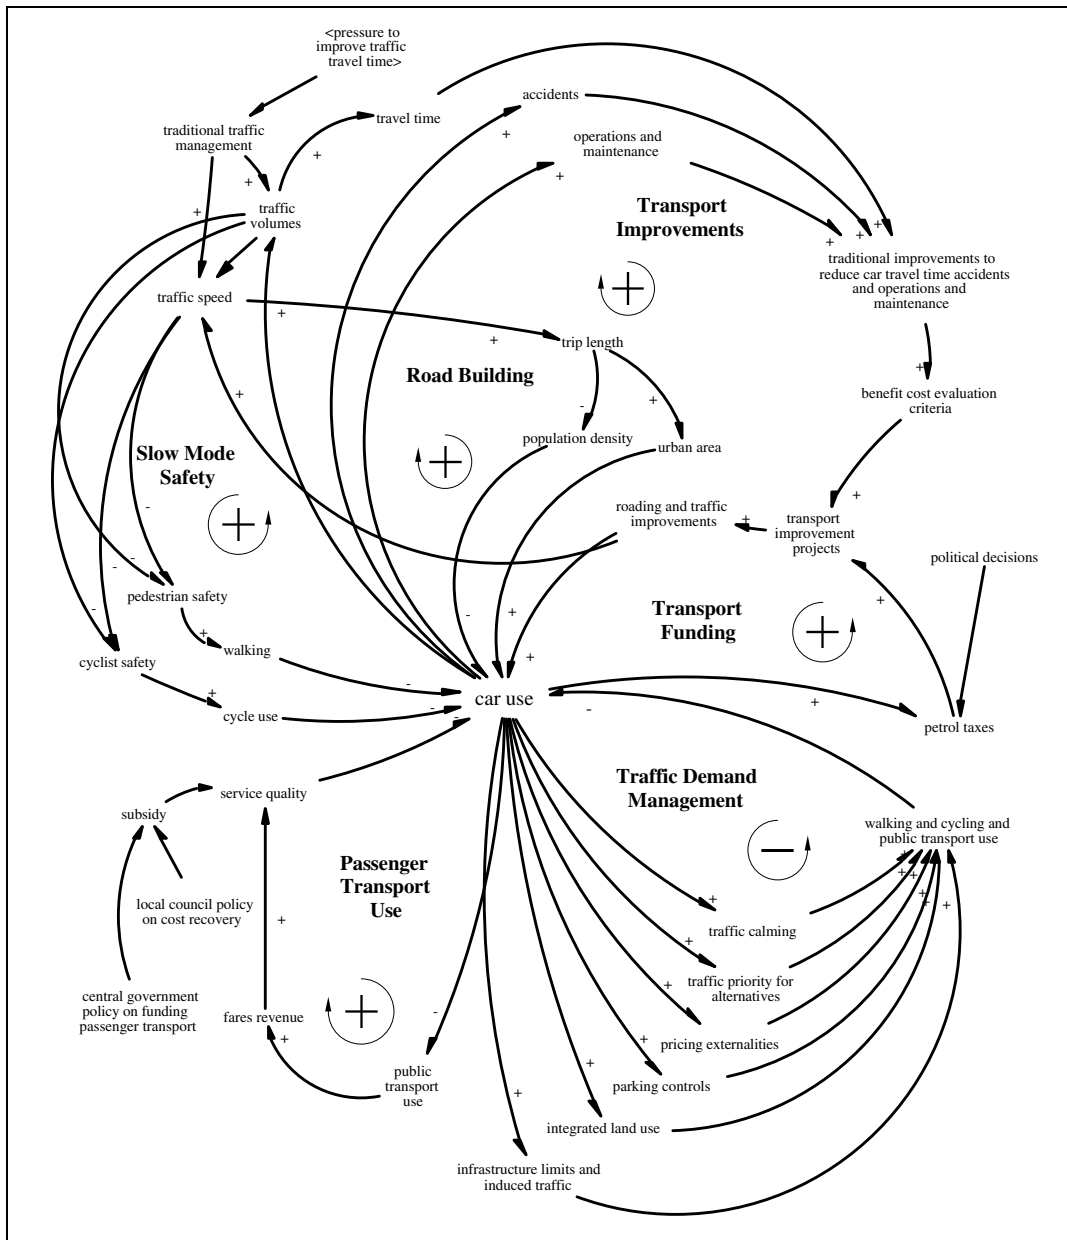 <pressure to
improve traffic
travel time>
traditional traffic
management
travel time
accidents
operations and
maintenance
traffic
volumes
Transport
Improvements
traditional improvements to
reduce car travel time accidents
and operations and
maintenance
traffic speed
trip length
Road Building
benefit cost evaluation
criteria
population density
urban area
Slow Mode
Safety
roading and traffic
improvements
transport
improvement
projects
political decisions
pedestrian safety
walking
cyclist safety
cycle use
Transport
Funding
car use
petrol taxes
Traffic Demand
Management
service quality
subsidy
walking and cycling and
public transport use
Passenger
Transport
Use
local council policy
on cost recovery
traffic calming
traffic priority for
alternatives
central government
policy on funding
passenger transport
fares revenue
pricing externalities
public
transport
use
parking controls
integrated land use
infrastructure limits and
induced traffic